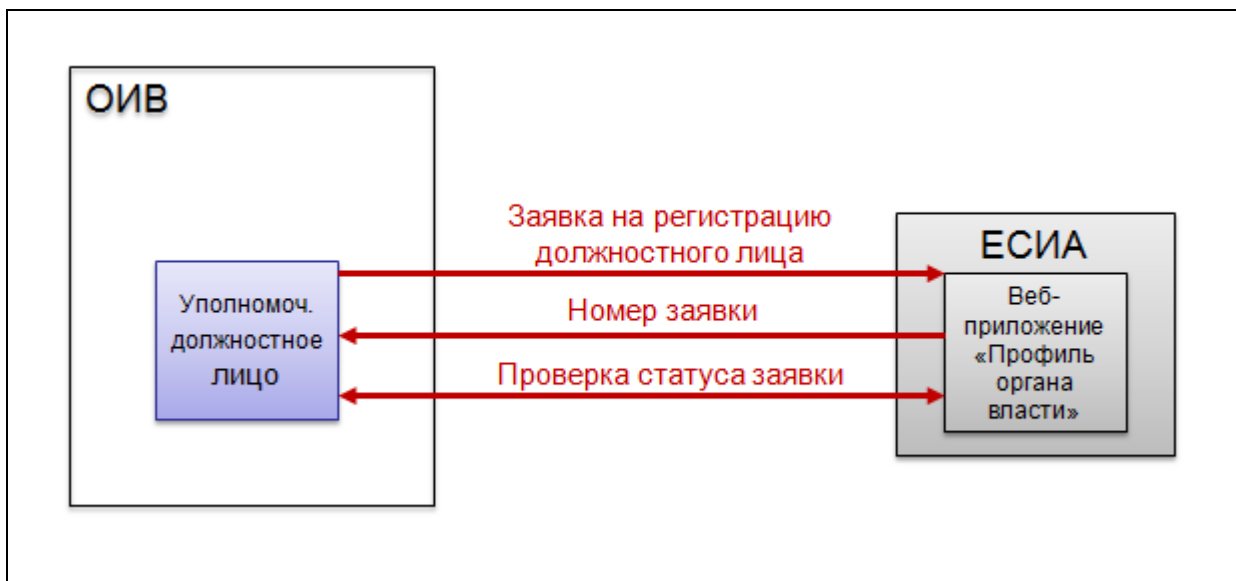 ОИВ
Уполномоч.
должностное
лицо
Заявка на регистрацию
должностного лица
Номер заявки
Проверка статуса заявки
ЕСИА
Веб-
приложение
«Профиль
органа
власти»